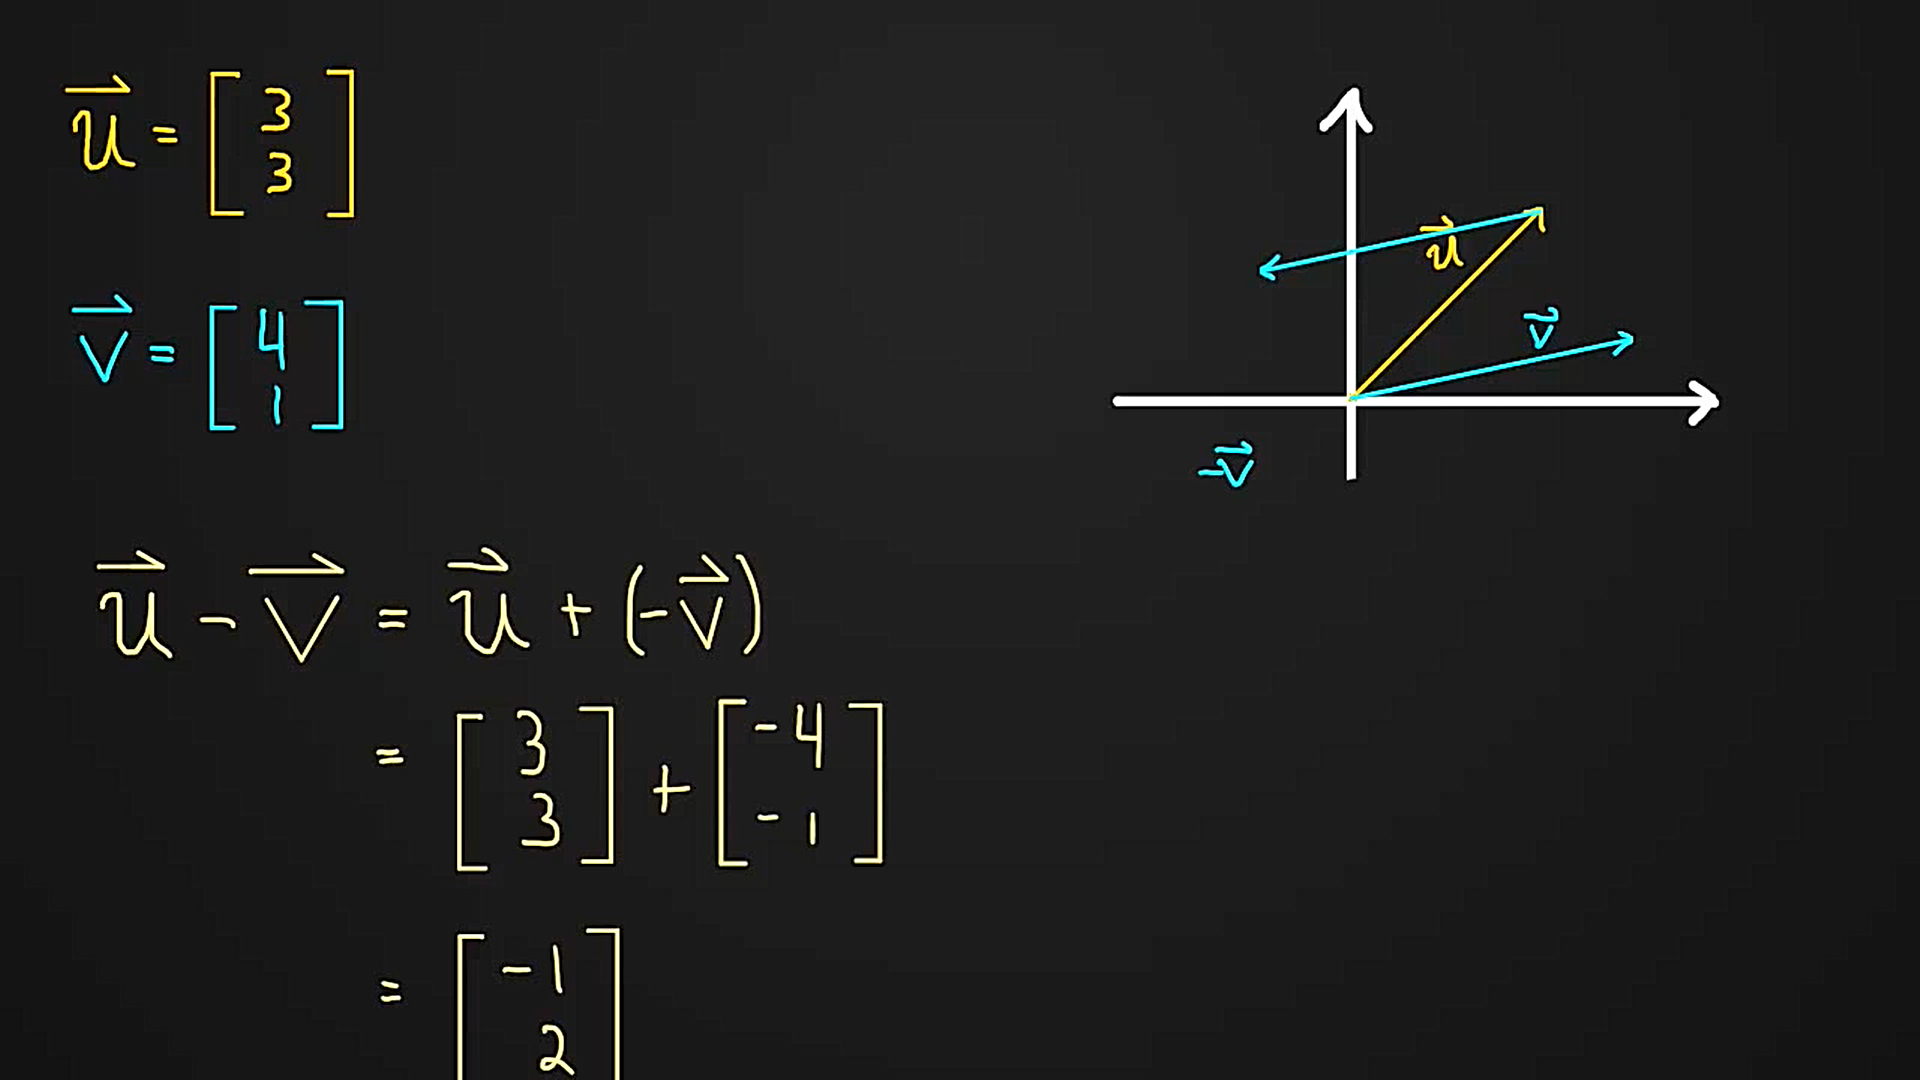 u⃗ = [ 3
3 ]
v⃗ = [ 4
1 ]
u⃗ - v⃗ = u⃗ + (-v⃗)
= [ 3
3 ] + [ -4
-1 ]
= [ -1
2 ]
u⃗
v⃗
-v⃗